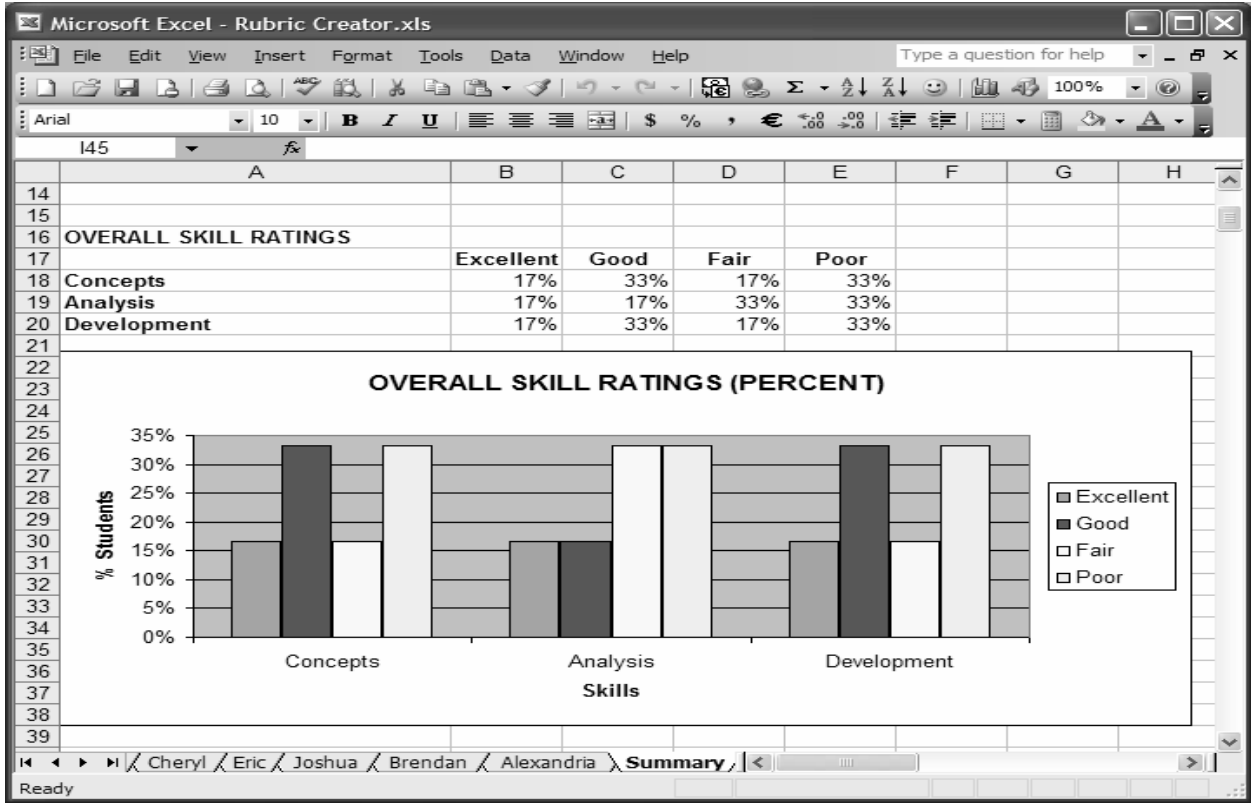 Microsoft Excel - Rubric Creator.xls
File Edit View Insert Format Tools Data Window Help Type a question for help
ABC Σ A Z Z A 100%
Arial 10 B I U $ % , € .00
I45 fx
A B C D E F G H
14
15
16 OVERALL SKILL RATINGS
17 Excellent Good Fair Poor
18 Concepts 17% 33% 17% 33%
19 Analysis 17% 17% 33% 33%
20 Development 17% 33% 17% 33%
21
22
23 OVERALL SKILL RATINGS (PERCENT)
24
25 35%
26 30%
27 25%
28 20%
29 15%
30 10%
31 5%
32 0%
33
34
35
36
37
38
39
% Students
Concepts Analysis Development
Skills
Excellent
Good
Fair
Poor
Cheryl Eric Joshua Brendan Alexandria Summary
Ready